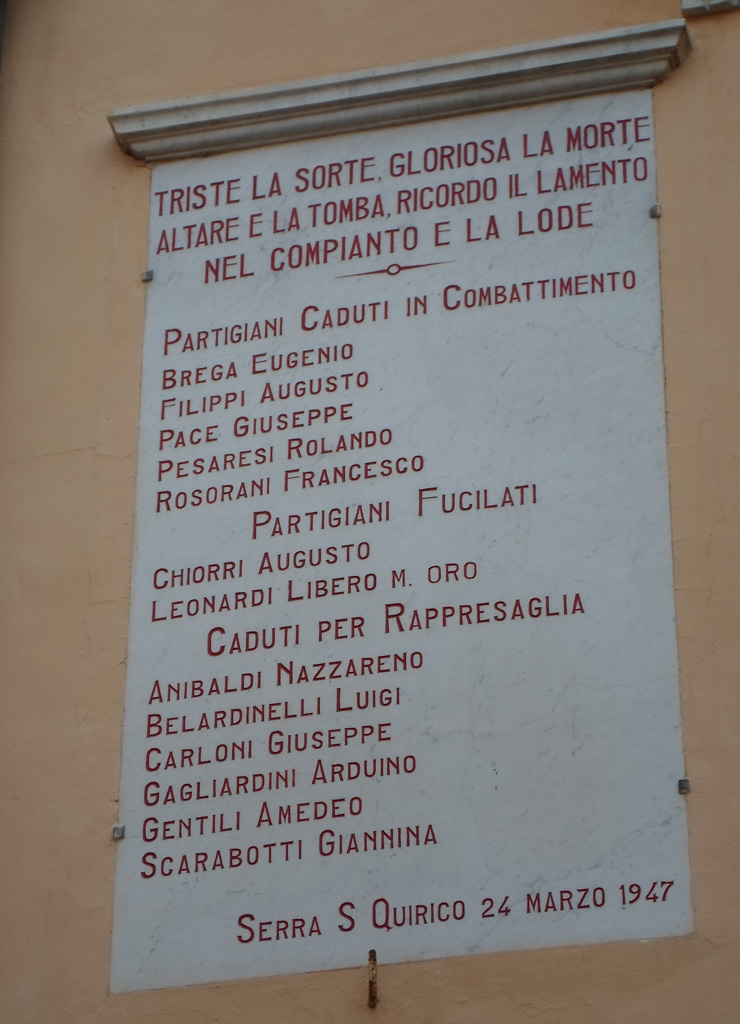 TRISTE LA SORTE, GLORIOSA LA MORTE
ALTARE E LA TOMBA, RICORDO IL LAMENTO
NEL COMPIANTO E LA LODE
PARTIGIANI CADUTI IN COMBATTIMENTO
BREGA EUGENIO
FILIPPI AUGUSTO
PACE GIUSEPPE
PESARESI ROLANDO
ROSORANI FRANCESCO
PARTIGIANI FUCILATI
CHIORRI AUGUSTO
LEONARDI LIBERO M. ORO
CADUTI PER RAPPRESAGLIA
ANIBALDI NAZZARENO
BELARDINELLI LUIGI
CARLONI GIUSEPPE
GAGLIARDINI ARDUINO
GENTILI AMEDEO
SCARABOTTI GIANNINA
SERRA S QUIRICO 24 MARZO 1947